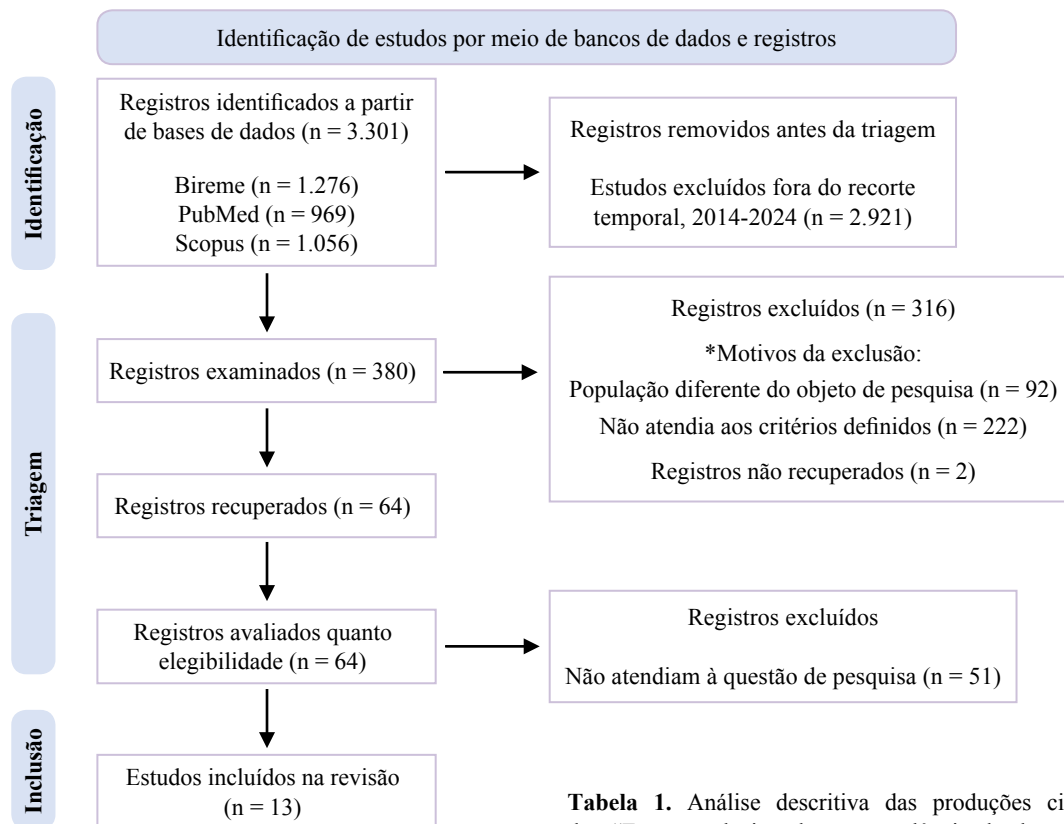 Identificação de estudos por meio de bancos de dados e registros
Identificação
Registros identificados a partir
de bases de dados (n = 3.301)
Bireme (n = 1.276)
PubMed (n = 969)
Scopus (n = 1.056)
Registros removidos antes da triagem
Estudos excluídos fora do recorte
temporal, 2014-2024 (n = 2.921)
Triagem
Registros examinados (n = 380)
Registros excluídos (n = 316)
*Motivos da exclusão:
População diferente do objeto de pesquisa (n = 92)
Não atendia aos critérios definidos (n = 222)
Registros não recuperados (n = 2)
Registros recuperados (n = 64)
Registros avaliados quanto
elegibilidade (n = 64)
Registros excluídos
Não atendiam à questão de pesquisa (n = 51)
Inclusão
Estudos incluídos na revisão
(n = 13)
Tabela 1. Análise descritiva das produções ci